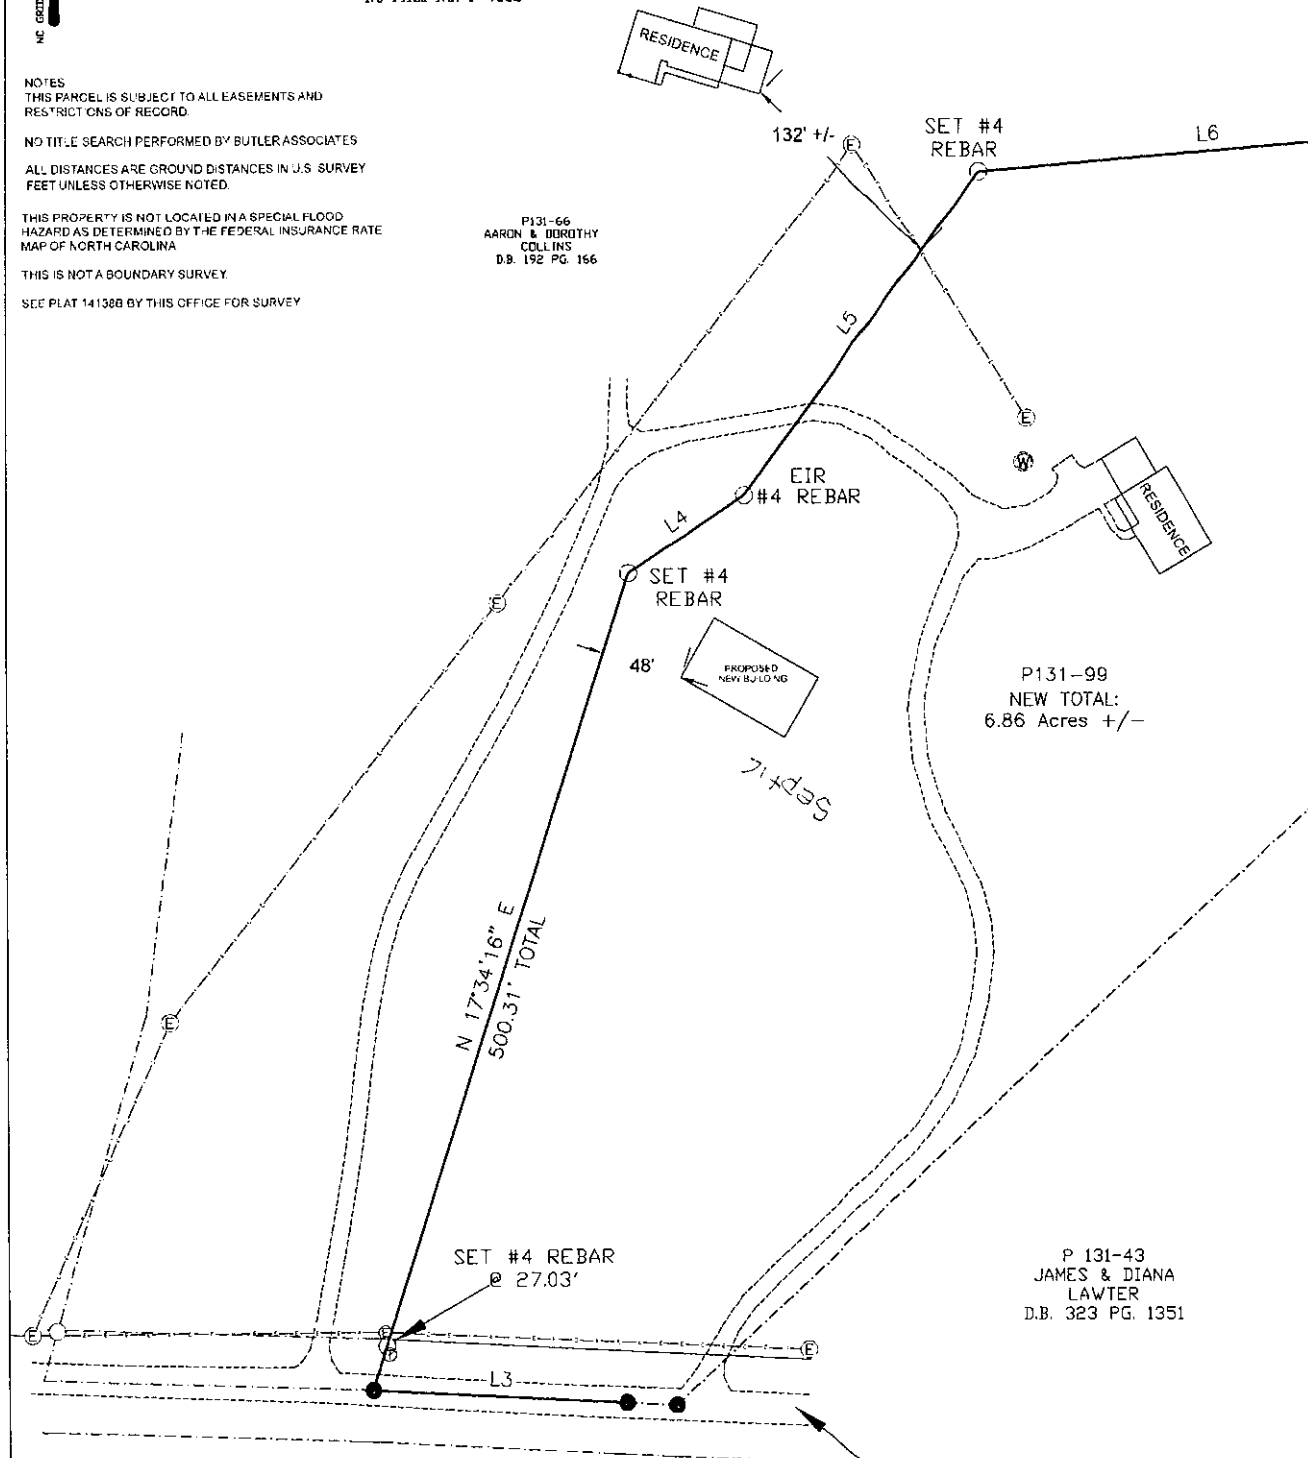 NC GRID
NOTES
THIS PARCEL IS SUBJECT TO ALL EASEMENTS AND
RESTRICTIONS OF RECORD.
NO TITLE SEARCH PERFORMED BY BUTLER ASSOCIATES
ALL DISTANCES ARE GROUND DISTANCES IN U.S. SURVEY
FEET UNLESS OTHERWISE NOTED.
THIS PROPERTY IS NOT LOCATED IN A SPECIAL FLOOD
HAZARD AS DETERMINED BY THE FEDERAL INSURANCE RATE
MAP OF NORTH CAROLINA
THIS IS NOT A BOUNDARY SURVEY.
SEE PLAT 14138B BY THIS OFFICE FOR SURVEY
RESIDENCE
132' +/-
E
SET #4
REBAR
L6
P131-66
AARON & DOROTHY
COLLINS
D.B. 192 PG. 166
L5
E
W
RESIDENCE
EIR
#4 REBAR
L4
SET #4
REBAR
E
48'
PROPOSED
NEW BUILDING
Septic
P131-99
NEW TOTAL:
6.86 Acres +/-
N 17°34'16" E
500.31' TOTAL
E
SET #4 REBAR
@ 27.03'
P 131-43
JAMES & DIANA
LAWTER
D.B. 323 PG. 1351
E
E
P
E
L3